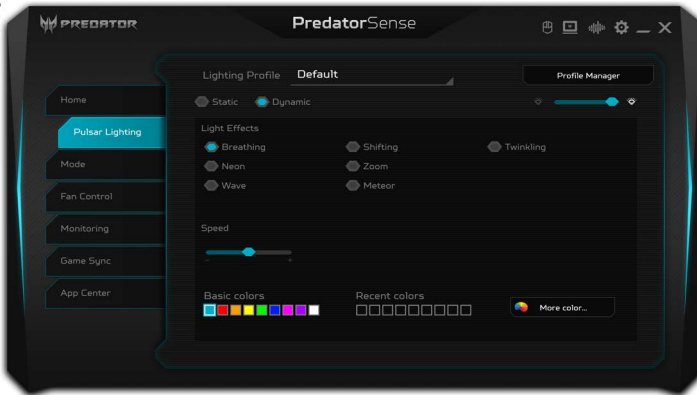 PREDATOR
PredatorSense
Lighting Profile Default
Profile Manager
Home
Static Dynamic
Pulsar Lighting
Light Effects
Breathing Shifting Twinkling
Mode
Neon Zoom
Wave Meteor
Fan Control
Monitoring
Speed
Game Sync
App Center
Basic colors Recent colors
More color...